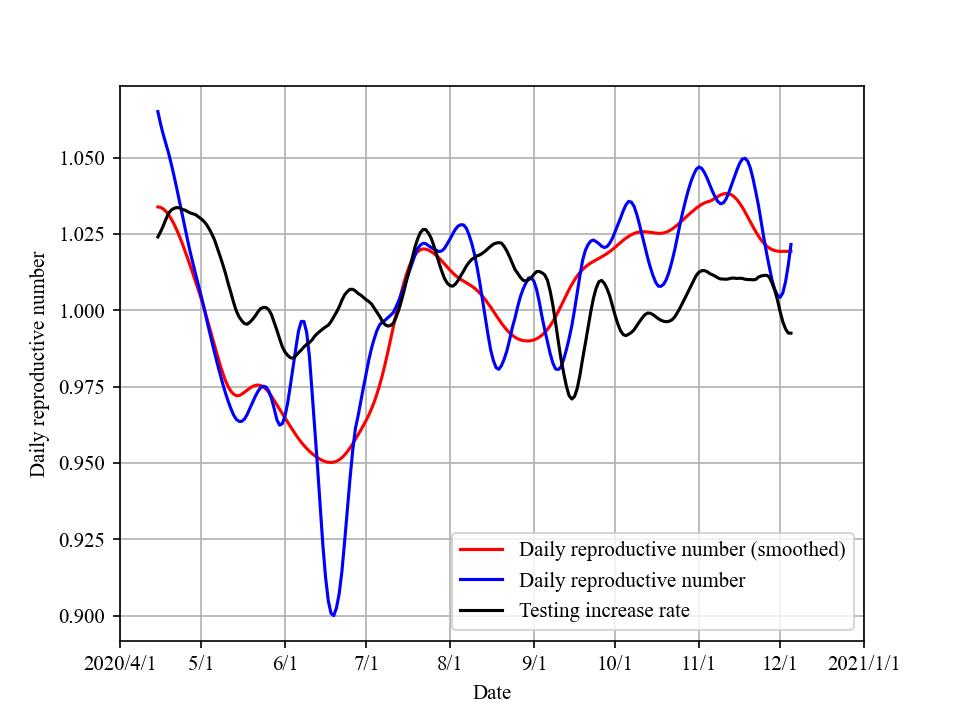 1.050
1.025
1.000
0.975
0.950
0.925
0.900
Daily reproductive number
Daily reproductive number (smoothed)
Daily reproductive number
Testing increase rate
2020/4/1 5/1 6/1 7/1 8/1 9/1 10/1 11/1 12/1 2021/1/1
Date